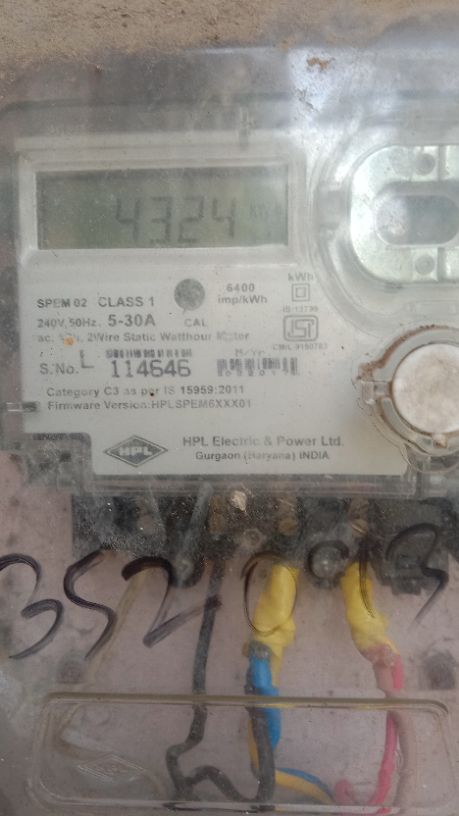 4324
6400
imp/kWh
kWh
SPEM 02 CLASS 1
240V, 50Hz, 5-30A
CAL
2Wire Static Watthour Meter
S.No. L 114646
Category C3 as per IS 15959:2011
Firmware Version:HPLSPEM6XXX01
HPL
HPL Electric & Power Ltd.
Gurgaon (Haryana) INDIA